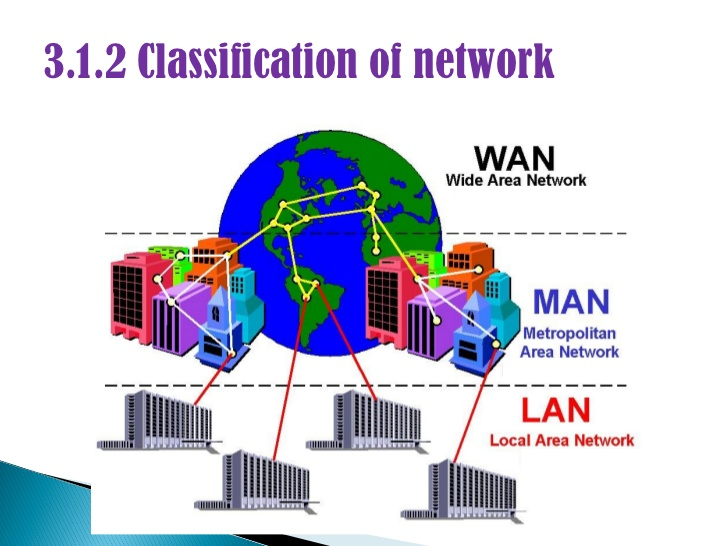 3.1.2 Classification of network
WAN
Wide Area Network
MAN
Metropolitan
Area Network
LAN
Local Area Network